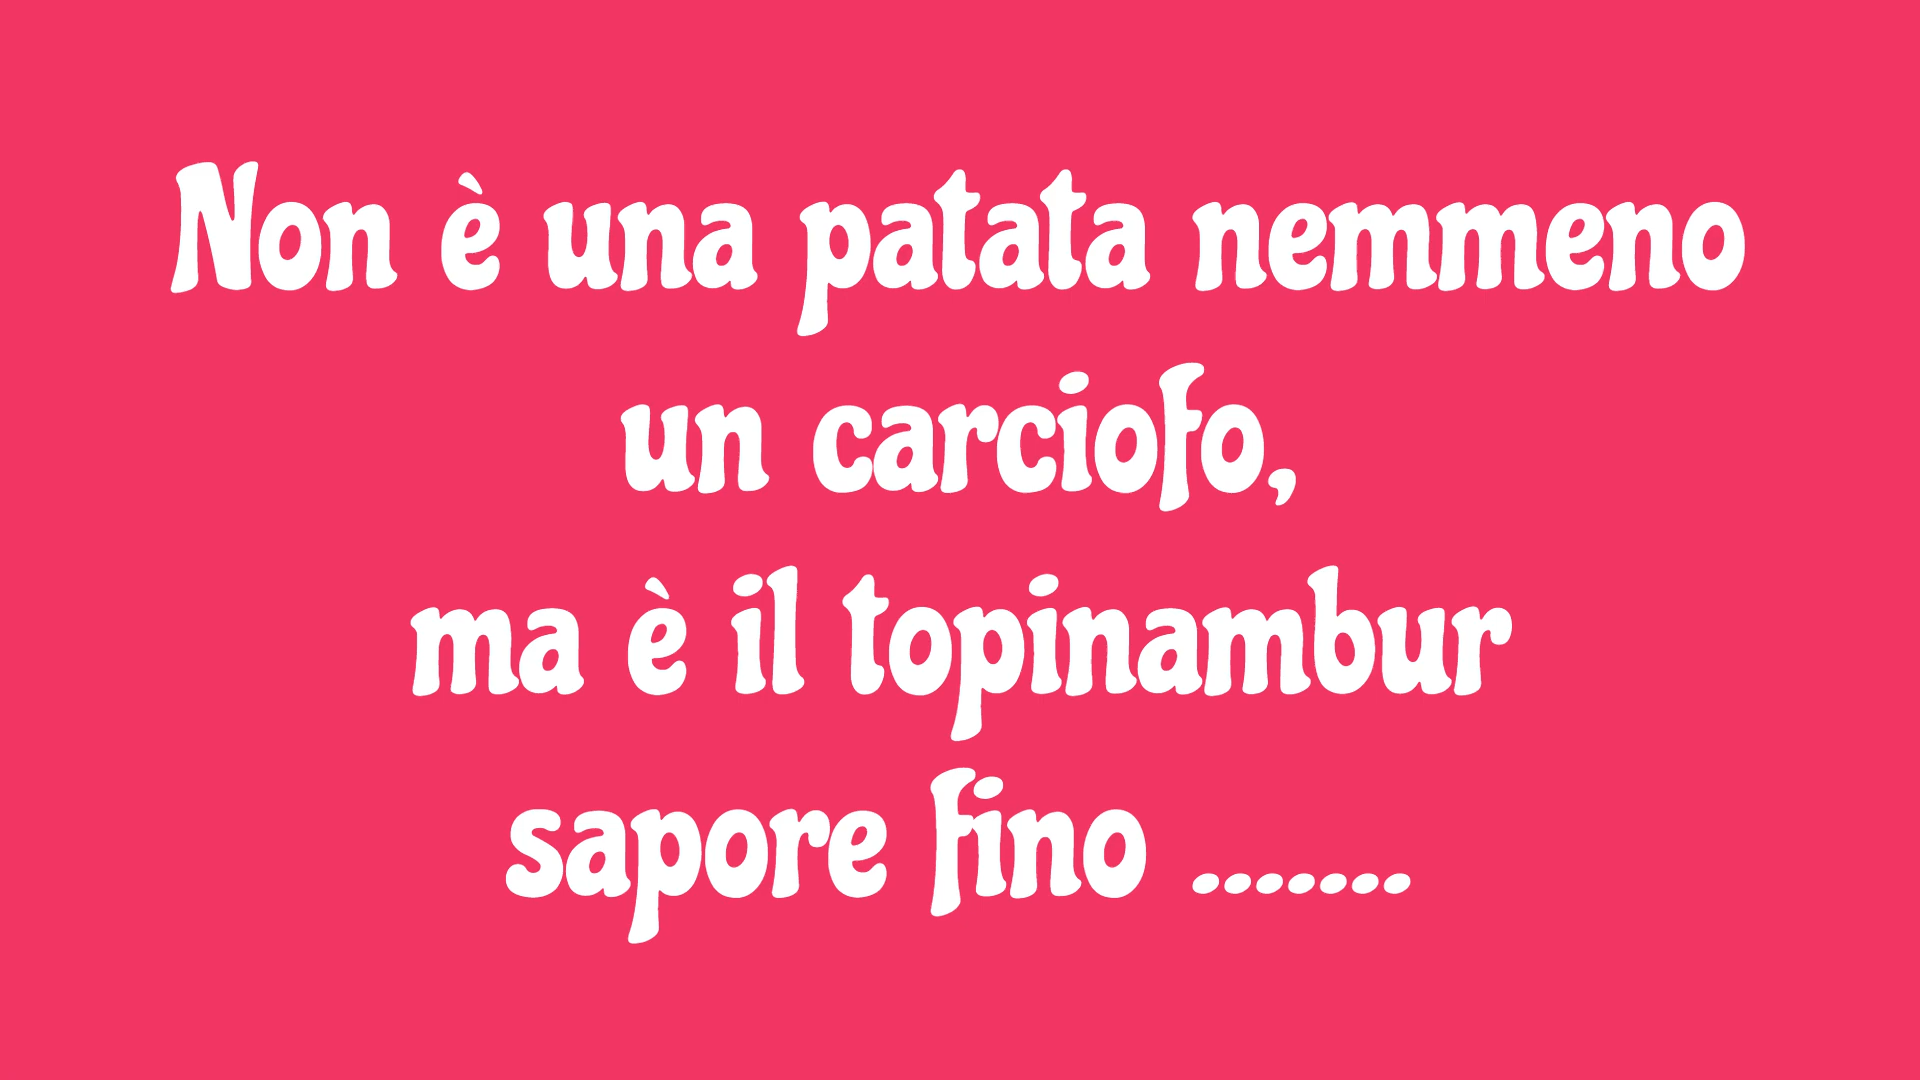 Non è una patata nemmeno
un carciofo,
ma è il topinambur
sapore fino .......